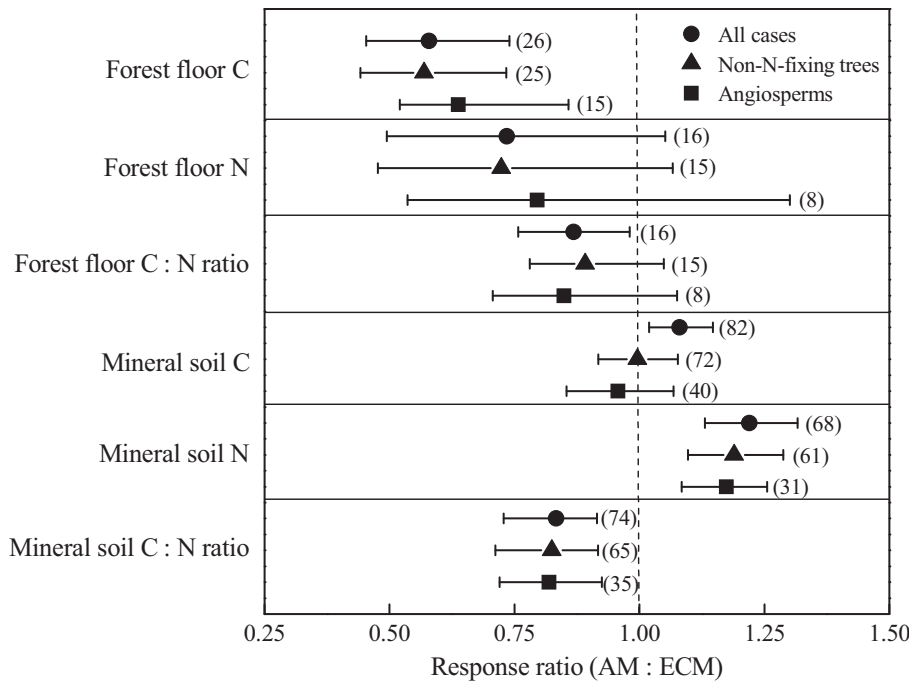 All cases
Non-N-fixing trees
Angiosperms
Forest floor C
(26)
(25)
(15)
Forest floor N
(16)
(15)
(8)
Forest floor C : N ratio
(16)
(15)
(8)
Mineral soil C
(82)
(72)
(40)
Mineral soil N
(68)
(61)
(31)
Mineral soil C : N ratio
(74)
(65)
(35)
0.25 0.50 0.75 1.00 1.25 1.50
Response ratio (AM : ECM)